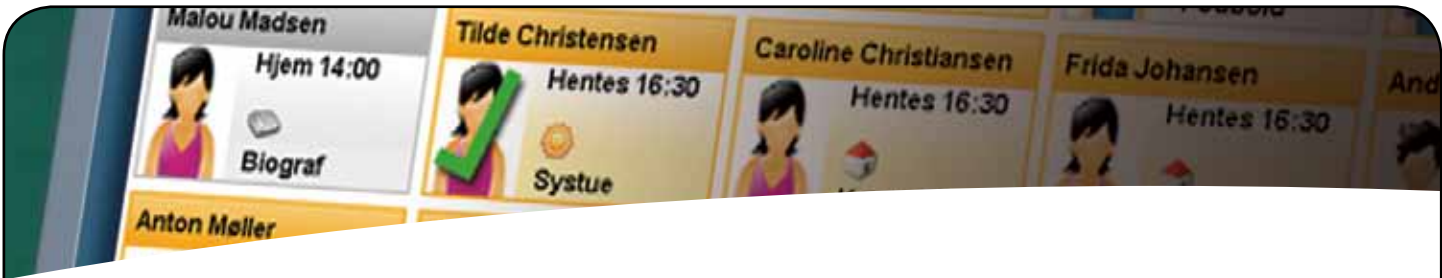 Malou Madsen
Hjem 14:00
Biograf
Tilde Christensen
Hentes 16:30
Systue
Caroline Christiansen
Hentes 16:30
Frida Johansen
Hentes 16:30
And
Anton Møller